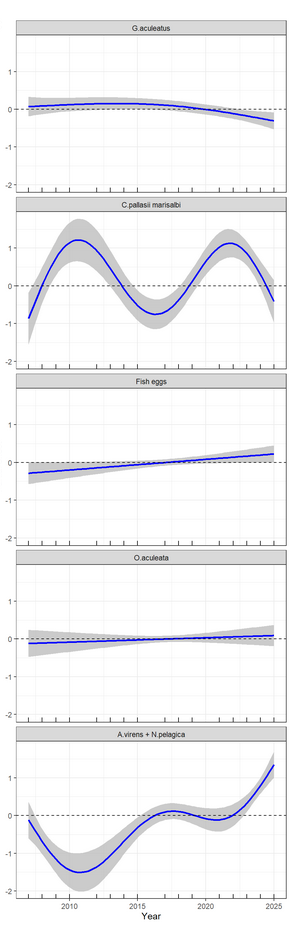 G.aculeatus
1
0
-1
-2
C.pallasii marisalbi
1
0
-1
-2
Fish eggs
1
0
-1
-2
O.aculeata
1
0
-1
-2
A.virens + N.pelagica
1
0
-1
-2
2010 2015 2020 2025
Year